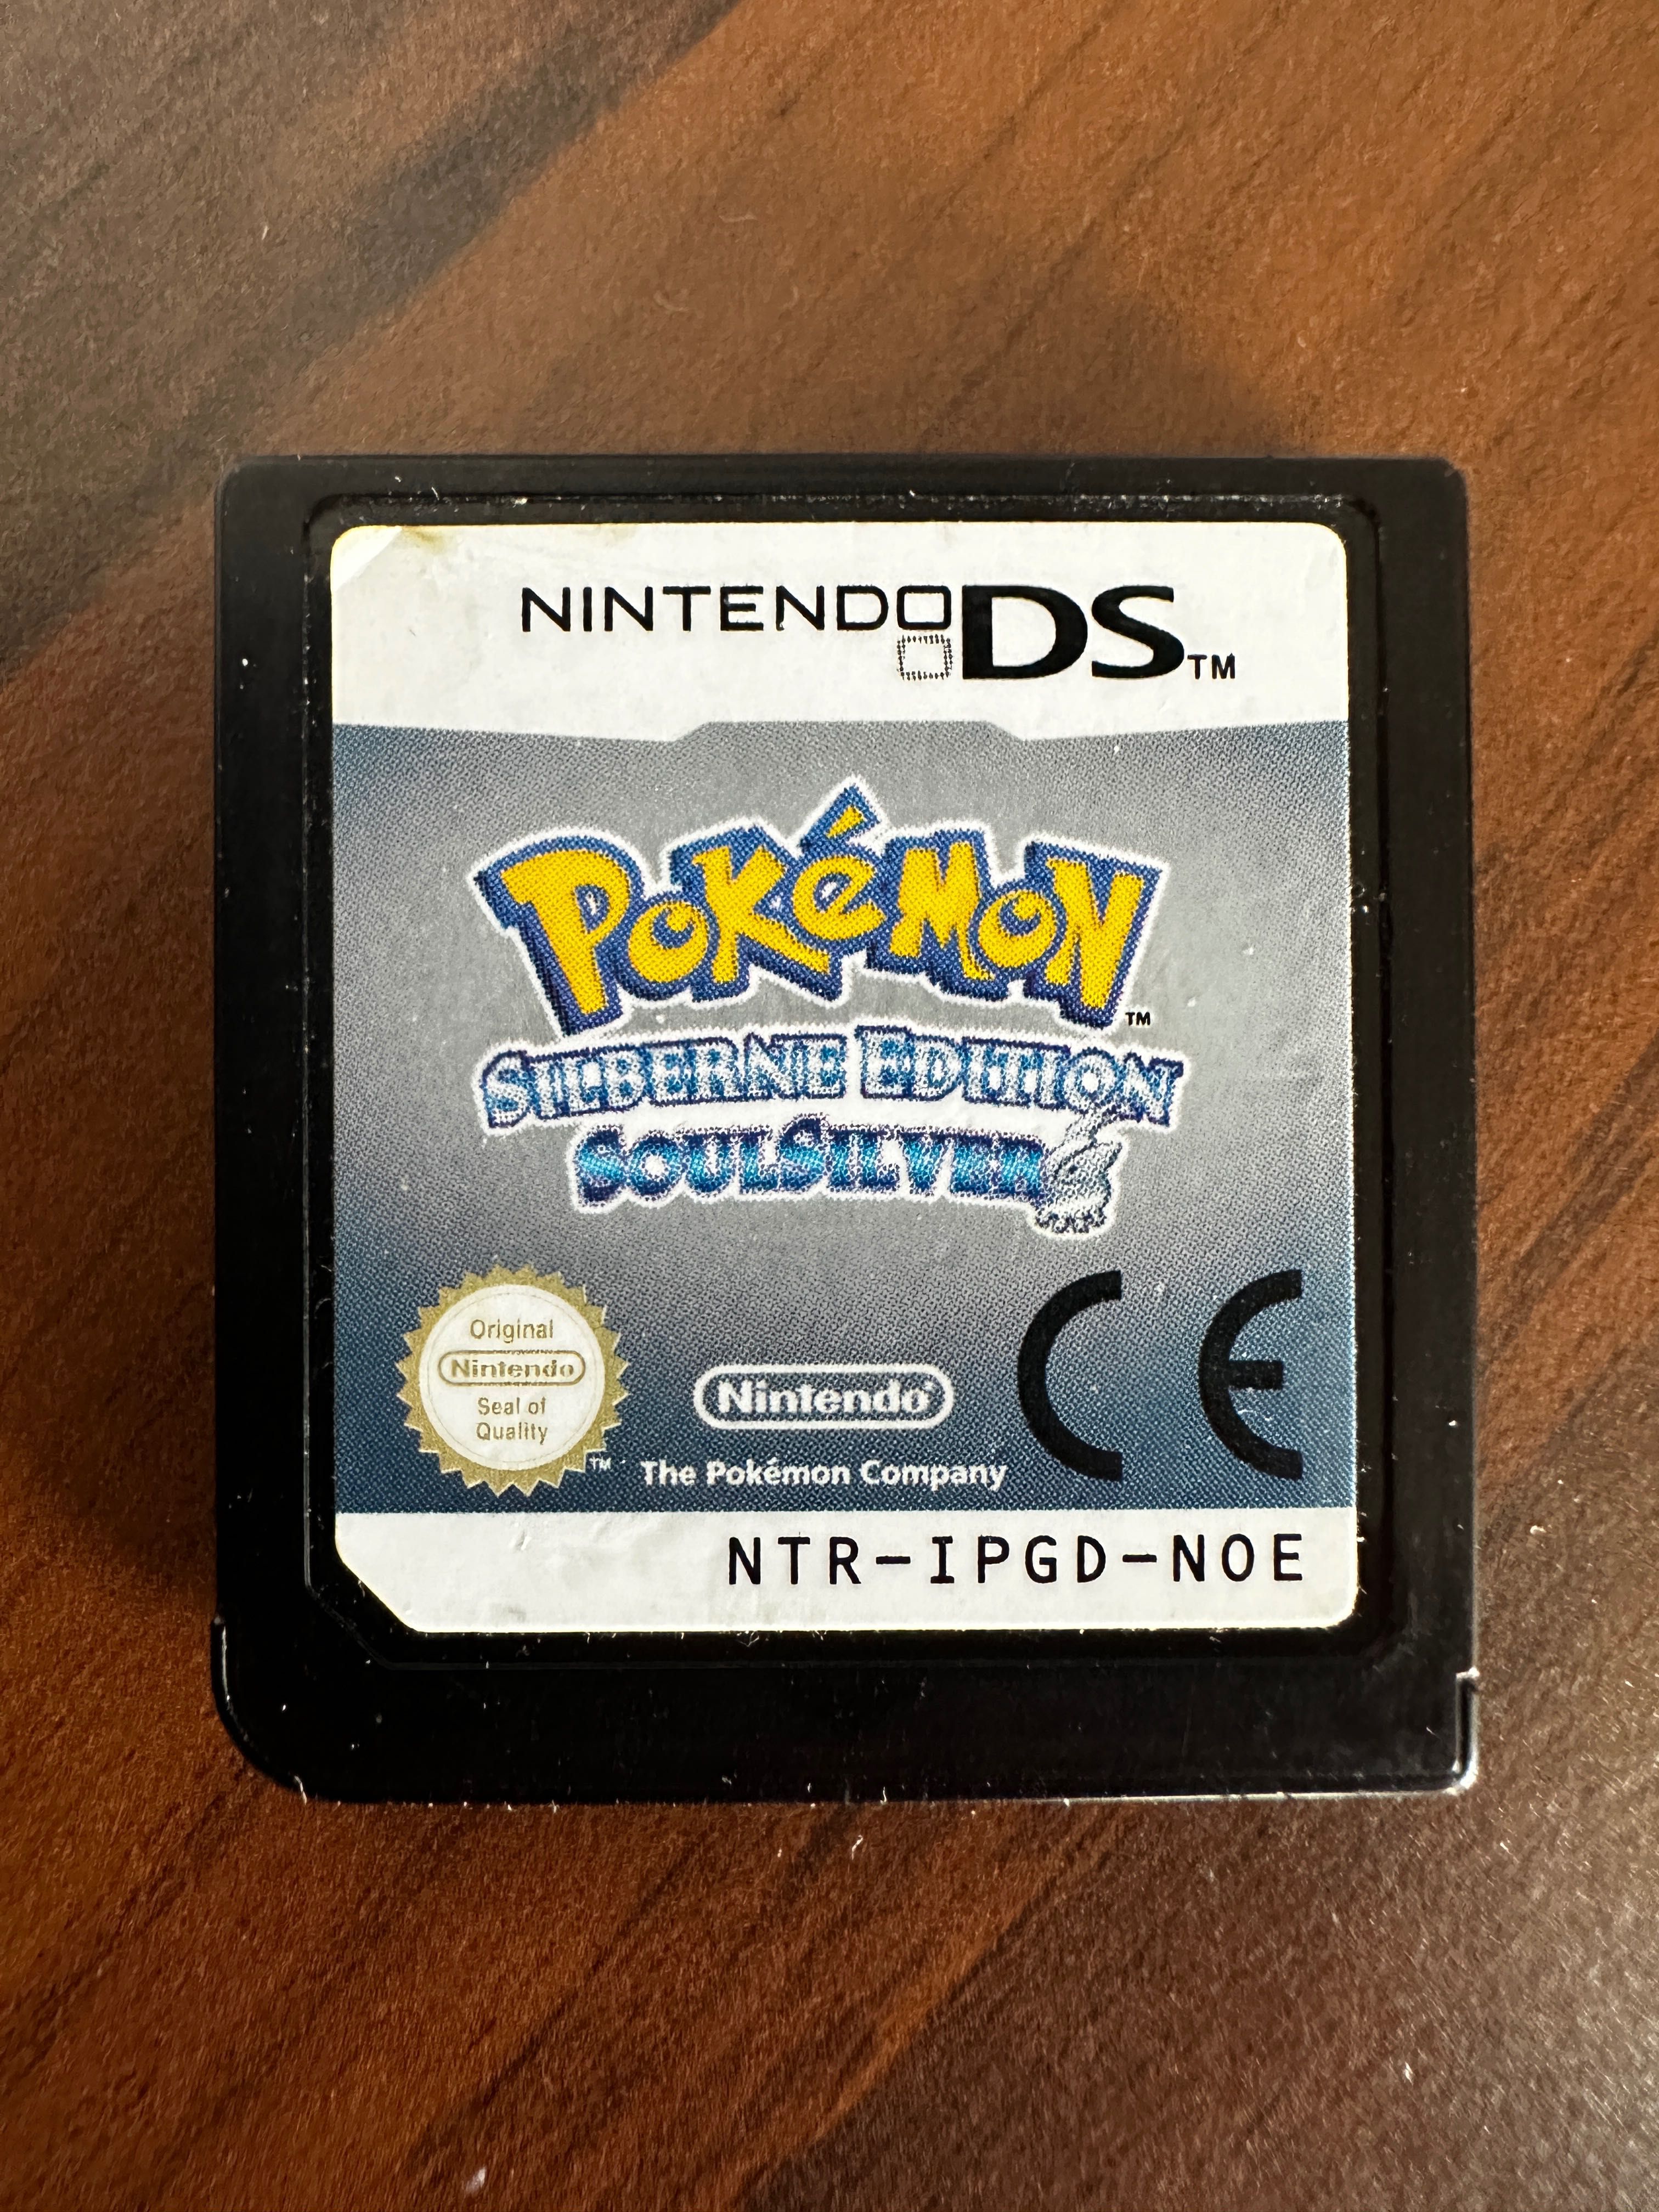 NINTENDO DS™
POKéMON™
SILBERNE EDITION
SOULSILVER
Original
Nintendo
Seal of
Quality
™
Nintendo®
The Pokémon Company
CE
NTR-IPGD-NOE